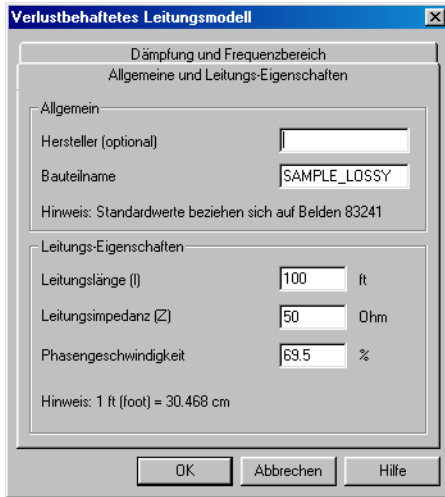 Verlustbehaftetes Leitungsmodell
Dämpfung und Frequenzbereich
Allgemeine und Leitungs-Eigenschaften
Allgemein
Hersteller (optional)
Bauteilname SAMPLE_LOSSY
Hinweis: Standardwerte beziehen sich auf Belden 83241
Leitungs-Eigenschaften
Leitungslänge (l) 100 ft
Leitungsimpedanz (Z) 50 Ohm
Phasengeschwindigkeit 69.5 %
Hinweis: 1 ft (foot) = 30.468 cm
OK Abbrechen Hilfe